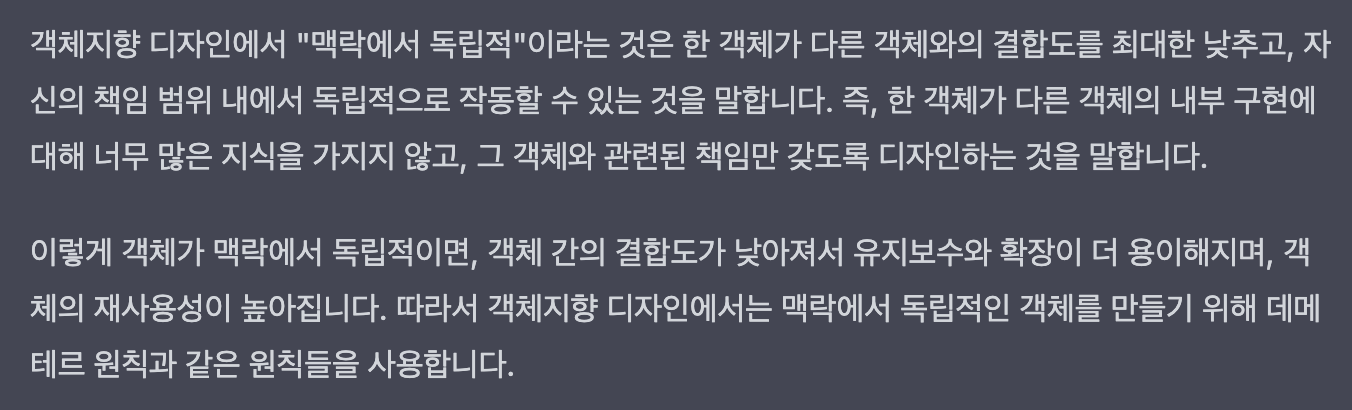 객체지향 디자인에서 "맥락에서 독립적"이라는 것은 한 객체가 다른 객체와의 결합도를 최대한 낮추고, 자
신의 책임 범위 내에서 독립적으로 작동할 수 있는 것을 말합니다. 즉, 한 객체가 다른 객체의 내부 구현에
대해 너무 많은 지식을 가지지 않고, 그 객체와 관련된 책임만 갖도록 디자인하는 것을 말합니다.
이렇게 객체가 맥락에서 독립적이면, 객체 간의 결합도가 낮아져서 유지보수와 확장이 더 용이해지며, 객
체의 재사용성이 높아집니다. 따라서 객체지향 디자인에서는 맥락에서 독립적인 객체를 만들기 위해 데메
테르 원칙과 같은 원칙들을 사용합니다.